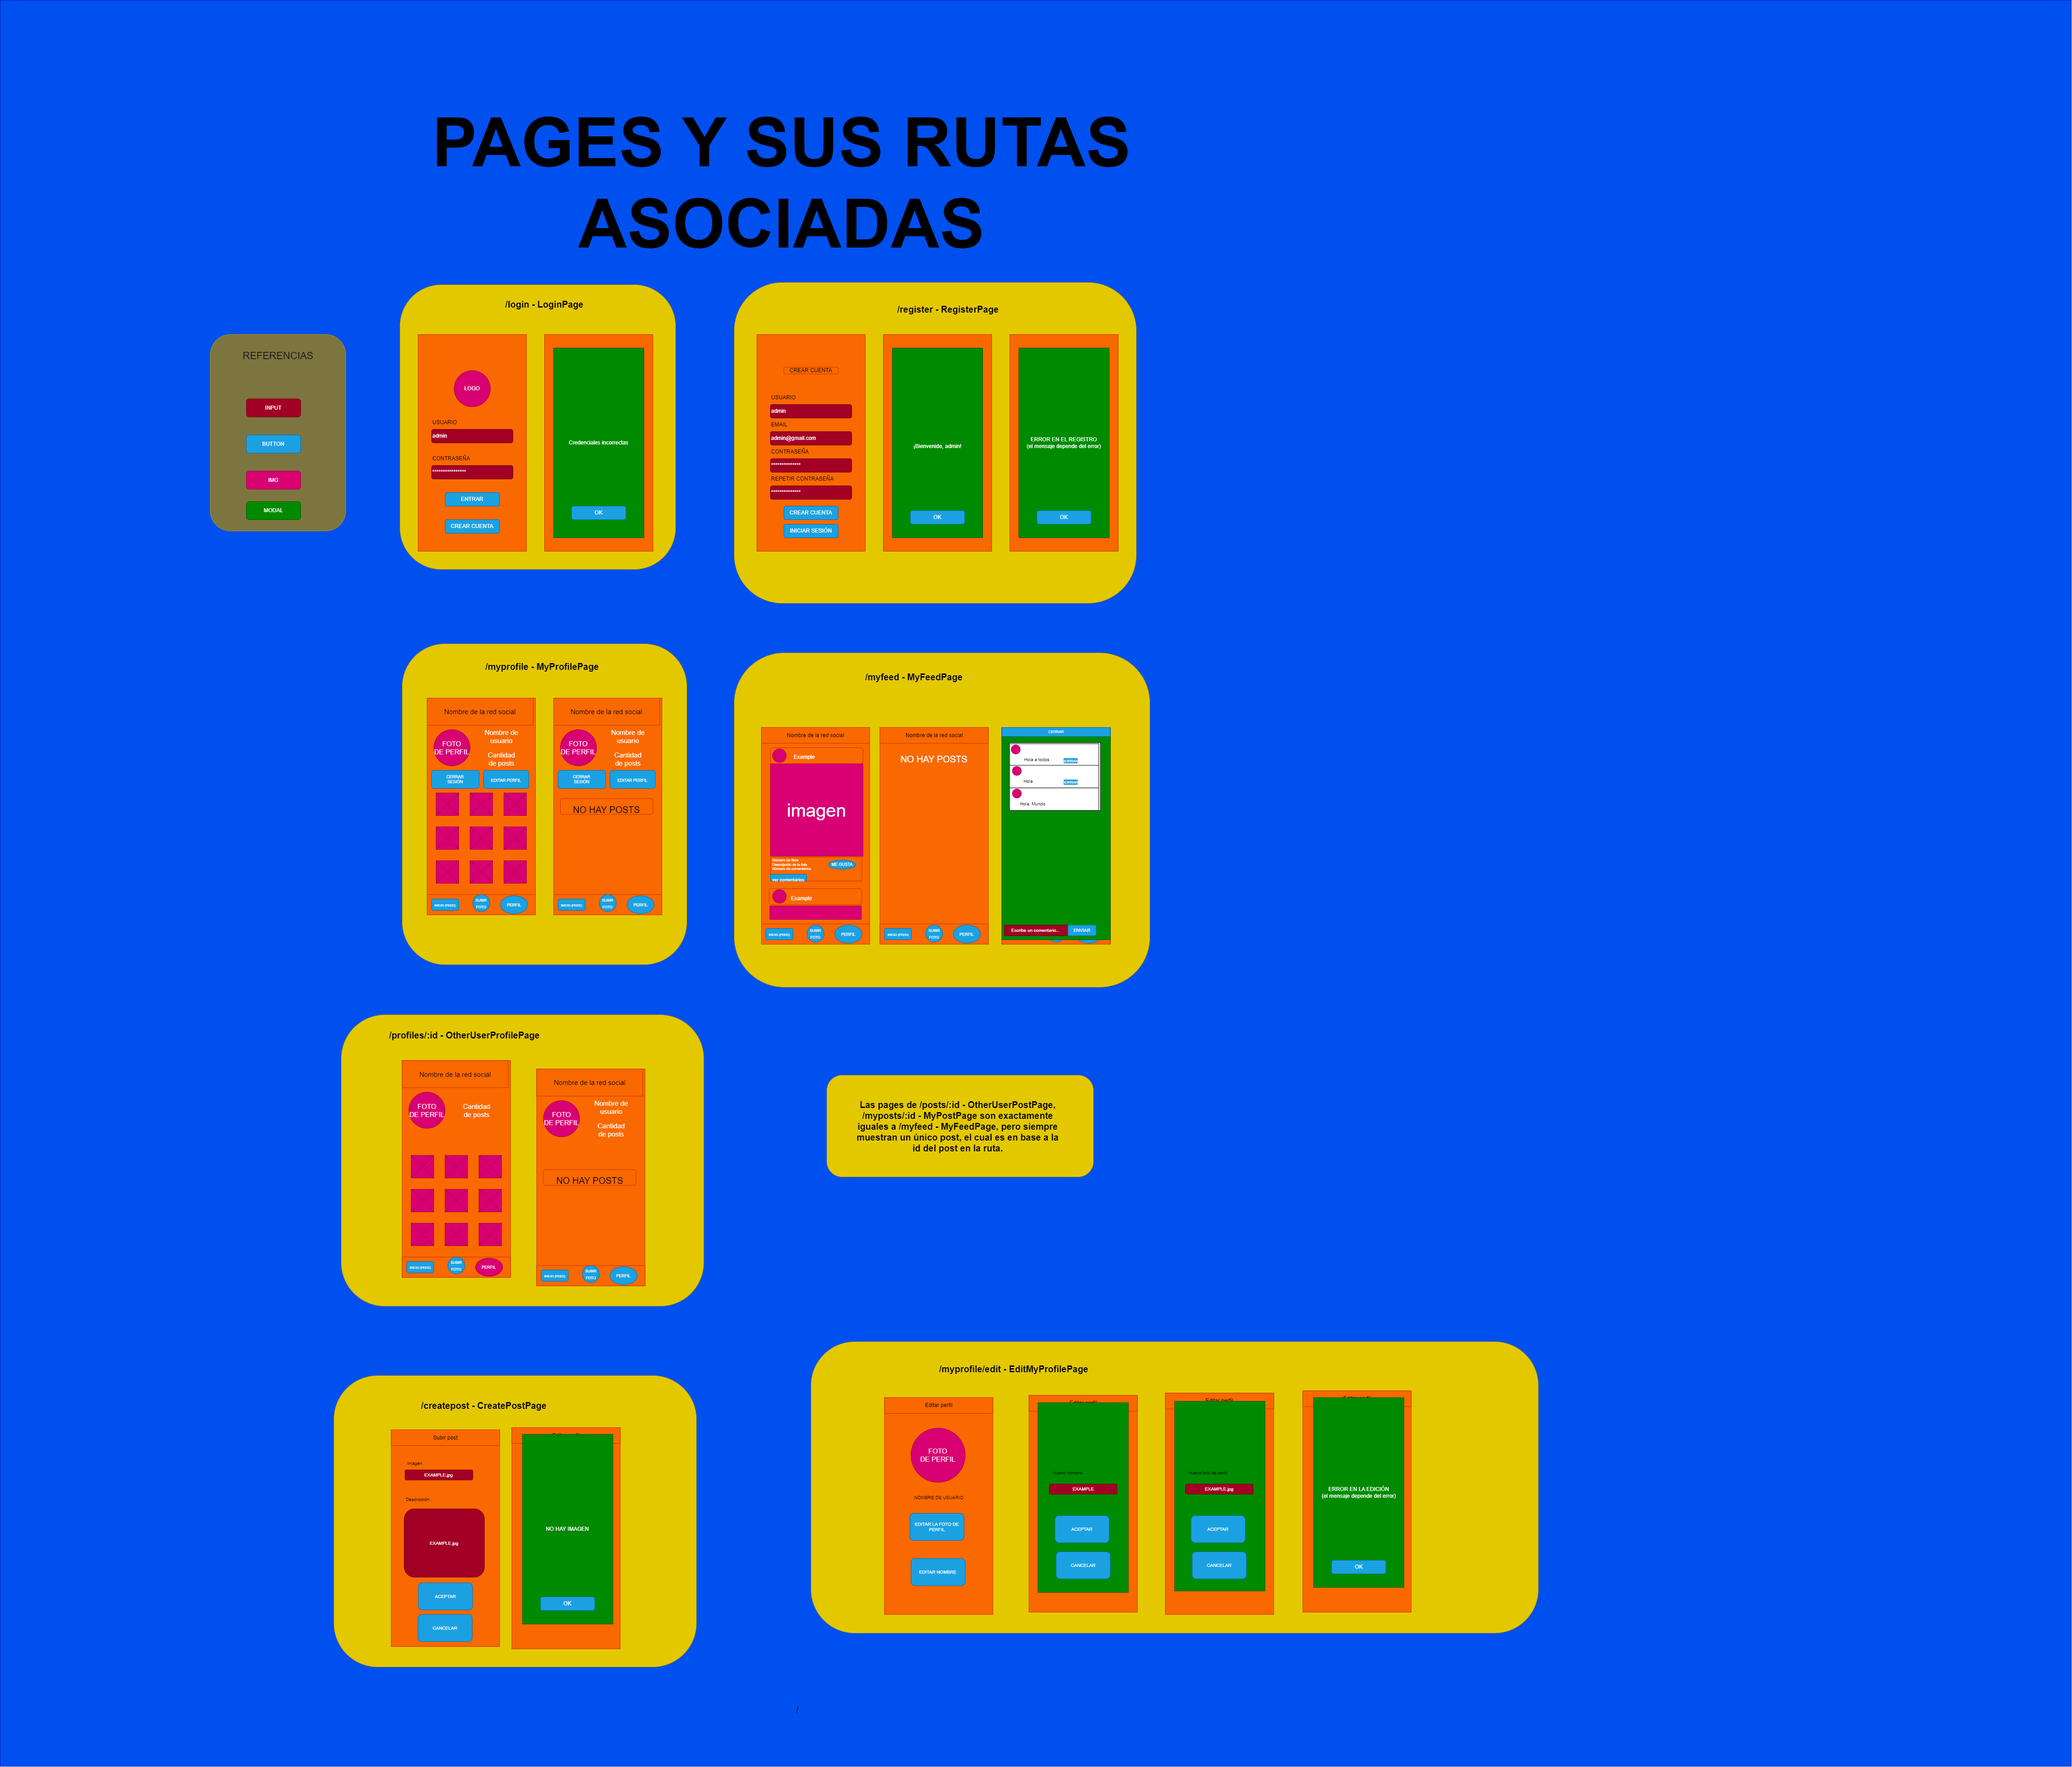 PAGES Y SUS RUTAS
ASOCIADAS
REFERENCIAS
INPUT
BUTTON
IMG
MODAL
/login - LoginPage
LOGO
USUARIO
admin
CONTRASEÑA
****************
ENTRAR
CREAR CUENTA
Credenciales incorrectas
OK
/register - RegisterPage
CREAR CUENTA
USUARIO
admin
EMAIL
admin@gmail.com
CONTRASEÑA
**************
REPETIR CONTRASEÑA
**************
CREAR CUENTA
INICIAR SESIÓN
¡Bienvenido, admin!
OK
ERROR EN EL REGISTRO
(el mensaje depende del error)
OK
/myprofile - MyProfilePage
Nombre de la red social
FOTO
DE PERFIL
Nombre de
usuario
Cantidad
de posts
CERRAR
SESIÓN
EDITAR PERFIL
INICIO (FEED)
SUBIR
FOTO
PERFIL
Nombre de la red social
FOTO
DE PERFIL
Nombre de
usuario
Cantidad
de posts
CERRAR
SESIÓN
EDITAR PERFIL
NO HAY POSTS
INICIO (FEED)
SUBIR
FOTO
PERFIL
/myfeed - MyFeedPage
Nombre de la red social
Example
imagen
Número de likes
Descripción de la foto
Número de comentarios
ME GUSTA
ver comentarios
Example
INICIO (FEED)
SUBIR
FOTO
PERFIL
Nombre de la red social
NO HAY POSTS
INICIO (FEED)
SUBIR
FOTO
PERFIL
CERRAR
Hola a todos
Hola
Hola, Mundo
Escribe un comentario...
ENVIAR
/profiles/:id - OtherUserProfilePage
Nombre de la red social
FOTO
DE PERFIL
Cantidad
de posts
INICIO (FEED)
SUBIR
FOTO
PERFIL
Nombre de la red social
FOTO
DE PERFIL
Nombre de
usuario
Cantidad
de posts
NO HAY POSTS
INICIO (FEED)
SUBIR
FOTO
PERFIL
Las pages de /posts/:id - OtherUserPostPage,
/myposts/:id - MyPostPage son exactamente
iguales a /myfeed - MyFeedPage, pero siempre
muestran un único post, el cual es en base a la
id del post en la ruta.
/createpost - CreatePostPage
Subir post
Imagen
EXAMPLE.jpg
Descripción
EXAMPLE.jpg
ACEPTAR
CANCELAR
NO HAY IMAGEN
OK
/myprofile/edit - EditMyProfilePage
Editar perfil
FOTO
DE PERFIL
NOMBRE DE USUARIO
EDITAR LA FOTO DE
PERFIL
EDITAR NOMBRE
Editar perfil
Nuevo nombre
EXAMPLE
ACEPTAR
CANCELAR
Editar perfil
Nueva foto de perfil
EXAMPLE.jpg
ACEPTAR
CANCELAR
ERROR EN LA EDICIÓN
(el mensaje depende del error)
OK
/